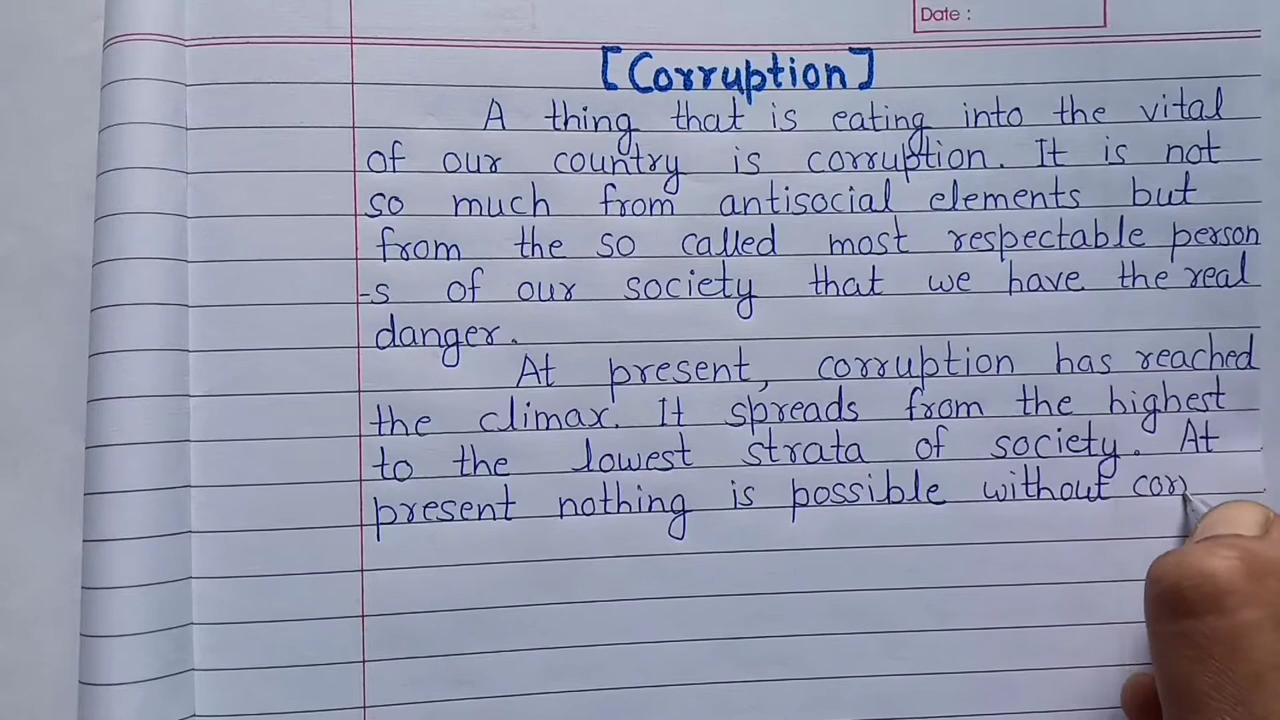 Date :
[Corruption]
A thing that is eating into the vital
of our country is corruption. It is not
so much from antisocial elements but
from the so called most respectable person
-s of our society that we have the real
danger.
At present, corruption has reached
the climax. It spreads from the highest
to the lowest strata of society. At
present nothing is possible without cor